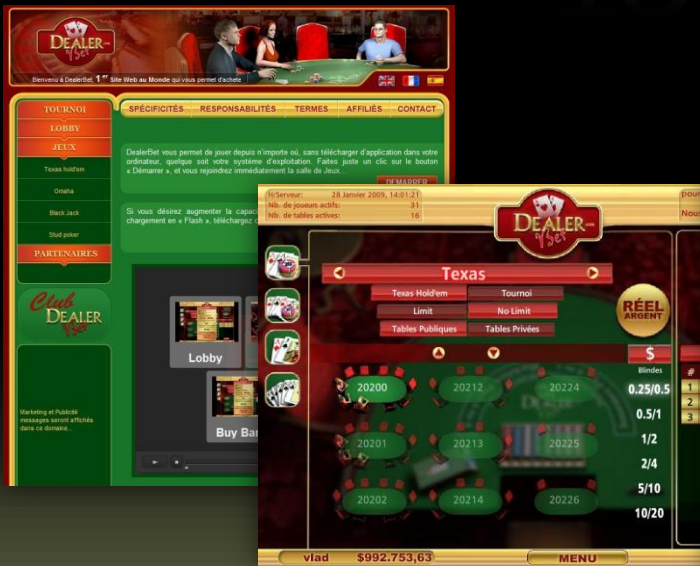 DEALER
Bet
Bienvenu à DealerBet, 1er Site Web au Monde qui vous permet d'achete
TOURNOI
LOBBY
JEUX
Texas hold'em
Omaha
Black Jack
Stud poker
PARTENAIRES
Club
DEALER
Bet
Marketing et Publicité
messages seront affichés
dans ce domaine...
SPÉCIFICITÉS RESPONSABILITÉS TERMES AFFILIÉS CONTACT
DealerBet vous permet de jouer depuis n'importe où, sans télécharger d'application dans votre
ordinateur, quelque soit votre système d'exploitation. Faites juste un clic sur le bouton
« Démarrer », et vous rejoindrez immédiatement la salle de Jeux...
DEMARRER
Si vous désirez augmenter la capac
chargement en « Flash », téléchargez
Lobby
Buy Ba
H/Serveur: 28 Janvier 2009, 14:01:21
Nb. de joueurs actifs: 31
Nb. de tables actives: 16
DEALER
Bet
pour
Nous
Texas
Texas Hold'em Tournoi
Limit No Limit
Tables Publiques Tables Privées
RÉEL
ARGENT
$
Blindes
20200 20212 20224
0.25/0.5
0.5/1
20201 20213 20225
1/2
2/4
20202 20214 20226
5/10
10/20
#
1
2
3
vlad $992.753,63 MENU